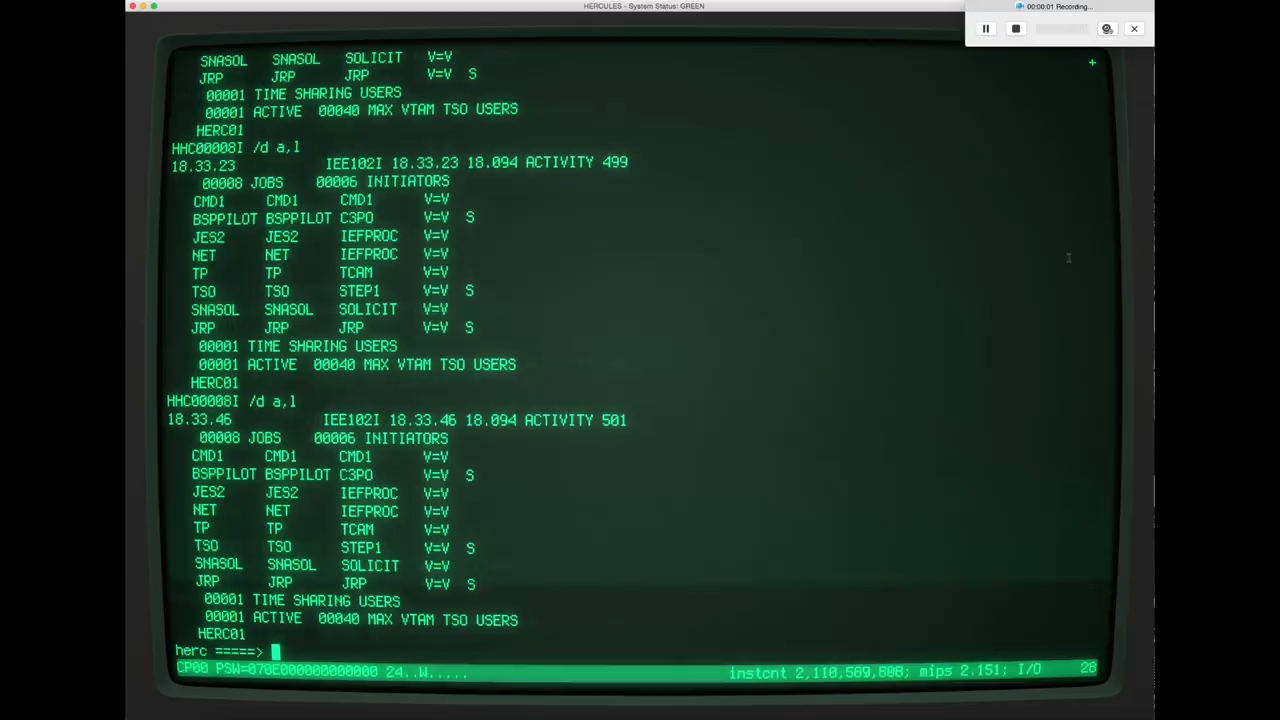 HERCULES - System Status: GREEN
00:00:01 Recording...
SNASOL SNASOL SOLICIT V=V
JRP JRP JRP V=V S +
00001 TIME SHARING USERS
00001 ACTIVE 00040 MAX VTAM TSO USERS
HERC01
HHC00008I /d a,l
18.33.23 IEE102I 18.33.23 18.094 ACTIVITY 499
00008 JOBS 00006 INITIATORS
CMD1 CMD1 CMD1 V=V
BSPPILOT BSPPILOT C3PO V=V S
JES2 JES2 IEFPROC V=V
NET NET IEFPROC V=V
TP TP TCAM V=V
TSO TSO STEP1 V=V S
SNASOL SNASOL SOLICIT V=V
JRP JRP JRP V=V S
00001 TIME SHARING USERS
00001 ACTIVE 00040 MAX VTAM TSO USERS
HERC01
HHC00008I /d a,l
18.33.46 IEE102I 18.33.46 18.094 ACTIVITY 501
00008 JOBS 00006 INITIATORS
CMD1 CMD1 CMD1 V=V
BSPPILOT BSPPILOT C3PO V=V S
JES2 JES2 IEFPROC V=V
NET NET IEFPROC V=V
TP TP TCAM V=V
TSO TSO STEP1 V=V S
SNASOL SNASOL SOLICIT V=V
JRP JRP JRP V=V S
00001 TIME SHARING USERS
00001 ACTIVE 00040 MAX VTAM TSO USERS
HERC01
herc =====>
CP00 PSW=070E000000000000 24..W..... instcnt 2,110,569,608; mips 2.151; I/O 28